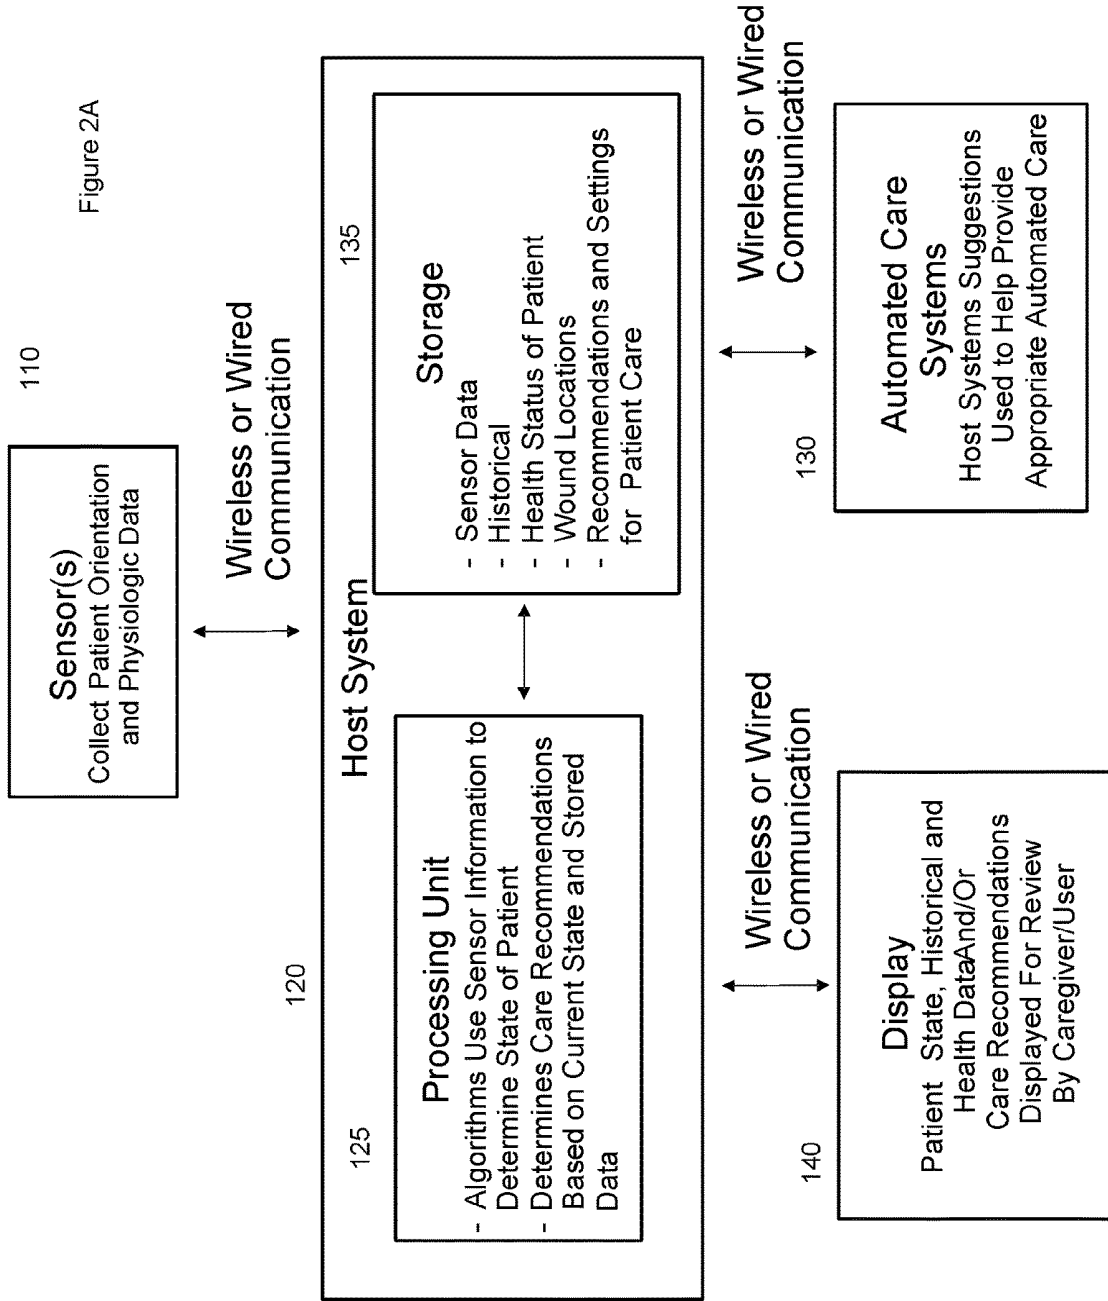 Figure 2A
110
Sensor(s)
Collect Patient Orientation
and Physiologic Data
Wireless or Wired
Communication
120
Host System
125
Processing Unit
- Algorithms Use Sensor Information to
Determine State of Patient
- Determines Care Recommendations
Based on Current State and Stored
Data
135
Storage
- Sensor Data
- Historical
- Health Status of Patient
- Wound Locations
- Recommendations and Settings
for Patient Care
Wireless or Wired
Communication
Wireless or Wired
Communication
140
Display
Patient State, Historical and
Health DataAnd/Or
Care Recommendations
Displayed For Review
By Caregiver/User
130
Automated Care
Systems
Host Systems Suggestions
Used to Help Provide
Appropriate Automated Care